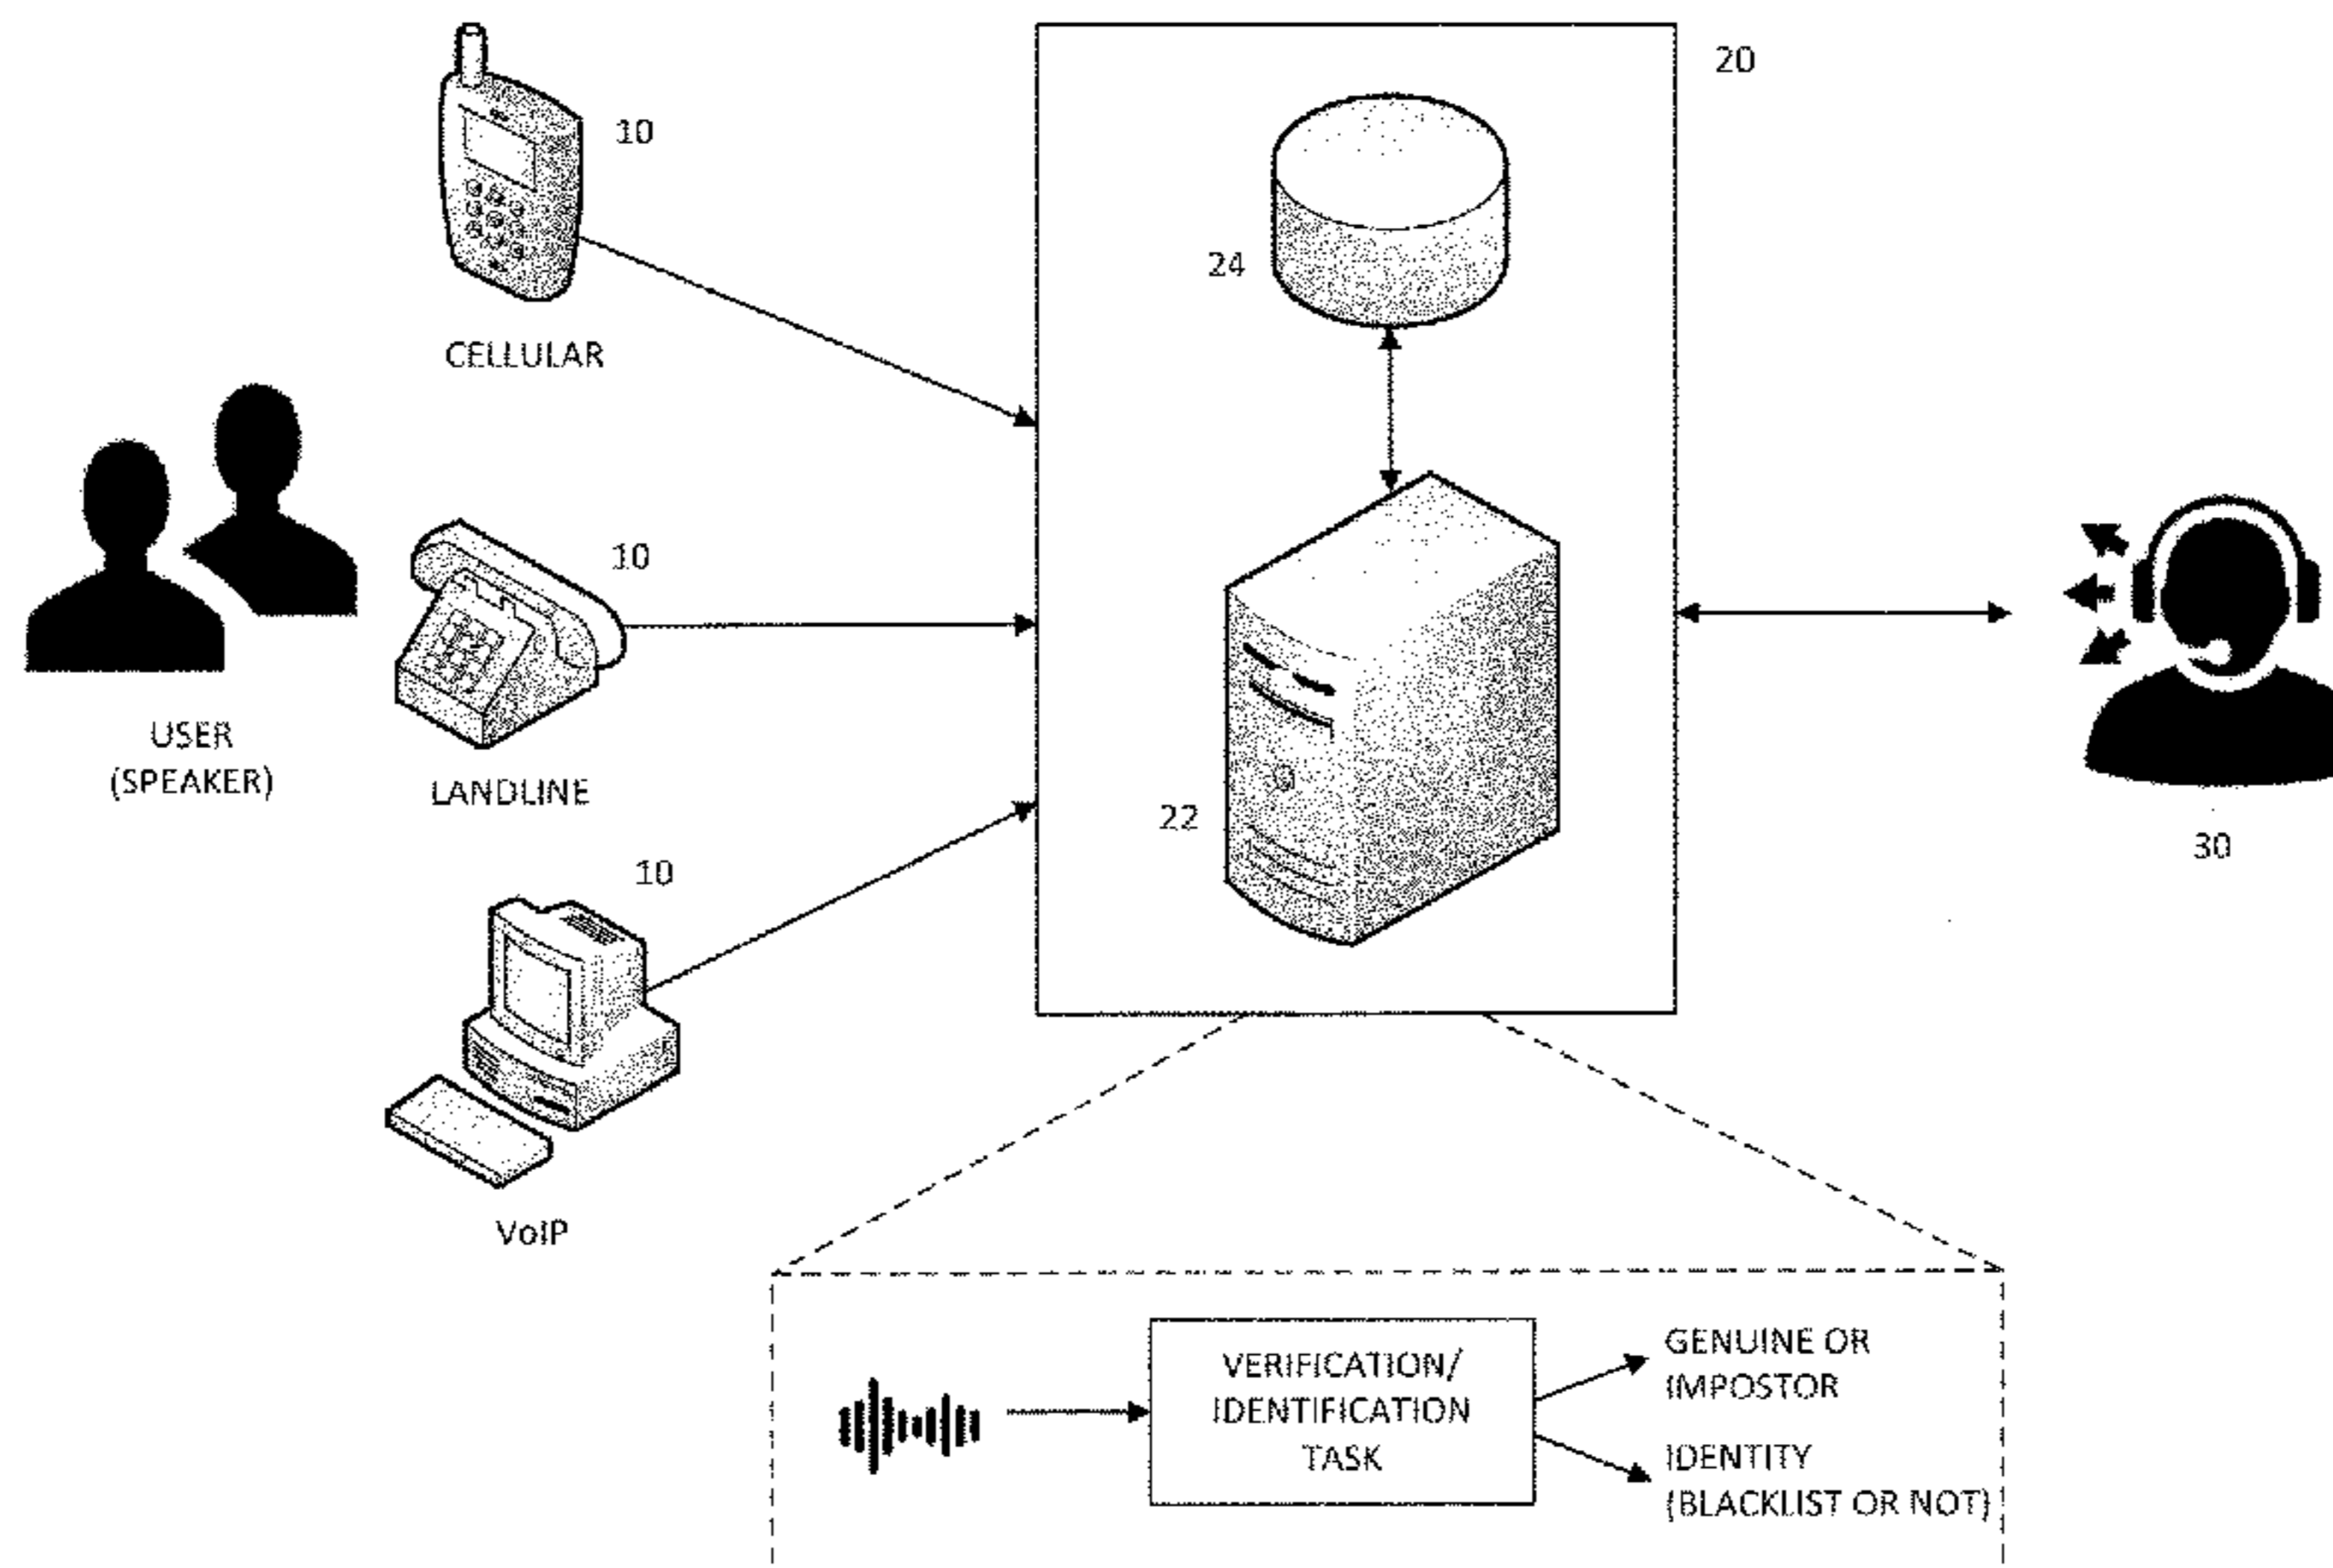 20
10
24
CELLULAR
10
USER
(SPEAKER)
LANDLINE
22
30
10
VoIP
VERIFICATION/
IDENTIFICATION
TASK
GENUINE OR
IMPOSTOR
IDENTITY
(BLACKLIST OR NOT)